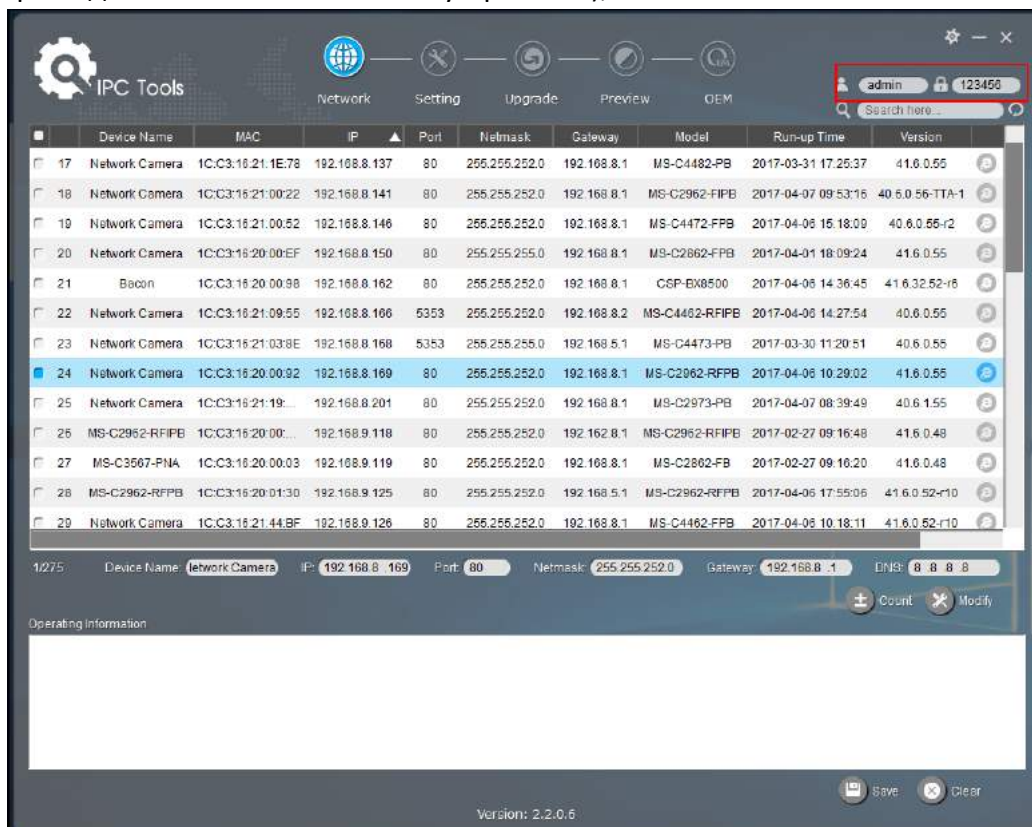 IPC Tools
Network
Setting
Upgrade
Preview
OEM
admin
123456
Search here...
Device Name MAC IP Port Netmask Gateway Model Run-up Time Version
17 Network Camera 1C:C3:16:21:1E:78 192.168.8.137 80 255.255.252.0 192.168.8.1 MS-C4482-PB 2017-03-31 17:25:37 41.6.0.55
18 Network Camera 1C:C3:16:21:00:22 192.168.8.141 80 255.255.252.0 192.168.8.1 MS-C2962-FIPB 2017-04-07 09:53:16 40.6.0.56-TTA-1
19 Network Camera 1C:C3:16:21:00:52 192.168.8.146 80 255.255.252.0 192.168.8.1 MS-C4472-FPB 2017-04-06 15:18:09 40.6.0.55-r2
20 Network Camera 1C:C3:16:20:00:EF 192.168.8.150 80 255.255.255.0 192.168.8.1 MS-C2862-FPB 2017-04-01 18:09:24 41.6.0.55
21 Bacon 1C:C3:16:20:00:98 192.168.8.162 80 255.255.252.0 192.168.8.1 CSP-BX8500 2017-04-06 14:36:45 41.6.32.52-r6
22 Network Camera 1C:C3:16:21:09:55 192.168.8.166 5353 255.255.252.0 192.168.8.2 MS-C4462-RFIPB 2017-04-06 14:27:54 40.6.0.55
23 Network Camera 1C:C3:16:21:03:8E 192.168.8.168 5353 255.255.255.0 192.168.5.1 MS-C4473-PB 2017-03-30 11:20:51 40.6.0.55
24 Network Camera 1C:C3:16:20:00:92 192.168.8.169 80 255.255.252.0 192.168.8.1 MS-C2962-RFPB 2017-04-06 10:29:02 41.6.0.55
25 Network Camera 1C:C3:16:21:19:... 192.168.8.201 80 255.255.252.0 192.168.8.1 MS-C2973-PB 2017-04-07 08:39:49 40.6.1.55
26 MS-C2962-RFIPB 1C:C3:16:20:00:... 192.168.9.118 80 255.255.252.0 192.162.8.1 MS-C2962-RFIPB 2017-02-27 09:16:48 41.6.0.48
27 MS-C3567-PNA 1C:C3:16:20:00:03 192.168.9.119 80 255.255.252.0 192.168.8.1 MS-C2862-FB 2017-02-27 09:16:20 41.6.0.48
28 MS-C2962-RFPB 1C:C3:16:20:01:30 192.168.9.125 80 255.255.252.0 192.168.5.1 MS-C2962-RFPB 2017-04-06 17:55:06 41.6.0.52-r10
29 Network Camera 1C:C3:16:21:44:BF 192.168.9.126 80 255.255.252.0 192.168.8.1 MS-C4462-FPB 2017-04-06 10:18:11 41.6.0.52-r10
1/275 Device Name: letwork Camera IP: 192.168.8 .169 Port: 80 Netmask: 255.255.252.0 Gateway: 192.168.8 .1 DNS: 8 .8 .8 .8
Count Modify
Operating Information
Save Clear
Version: 2.2.0.6